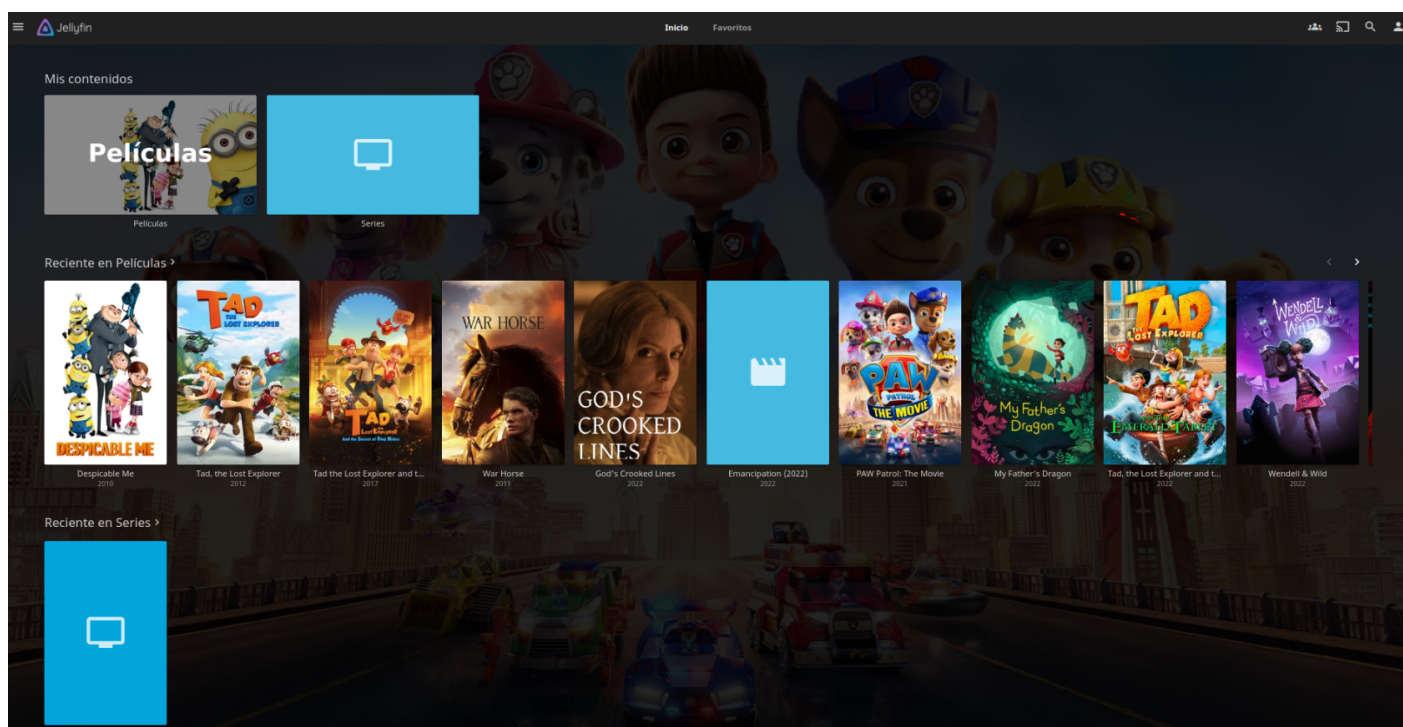 Jellyfin
Inicio Favoritos
Mis contenidos
Películas
Películas Series
Reciente en Películas
DESPICABLE ME
TAD
THE LOST EXPLORER
TAD
WAR HORSE
GOD'S
CROOKED
LINES
PAW
PATROL
THE MOVIE
My Father's
Dragon
TAD
THE LOST EXPLORER
EMERALD TABLET
WENDELL
& WILD
Despicable Me
2010
Tad, the Lost Explorer
2012
Tad the Lost Explorer and t...
2017
War Horse
2011
God's Crooked Lines
2022
Emancipation (2022)
2022
PAW Patrol: The Movie
2021
My Father's Dragon
2022
Tad, the Lost Explorer and t...
2022
Wendell & Wild
2022
Reciente en Series